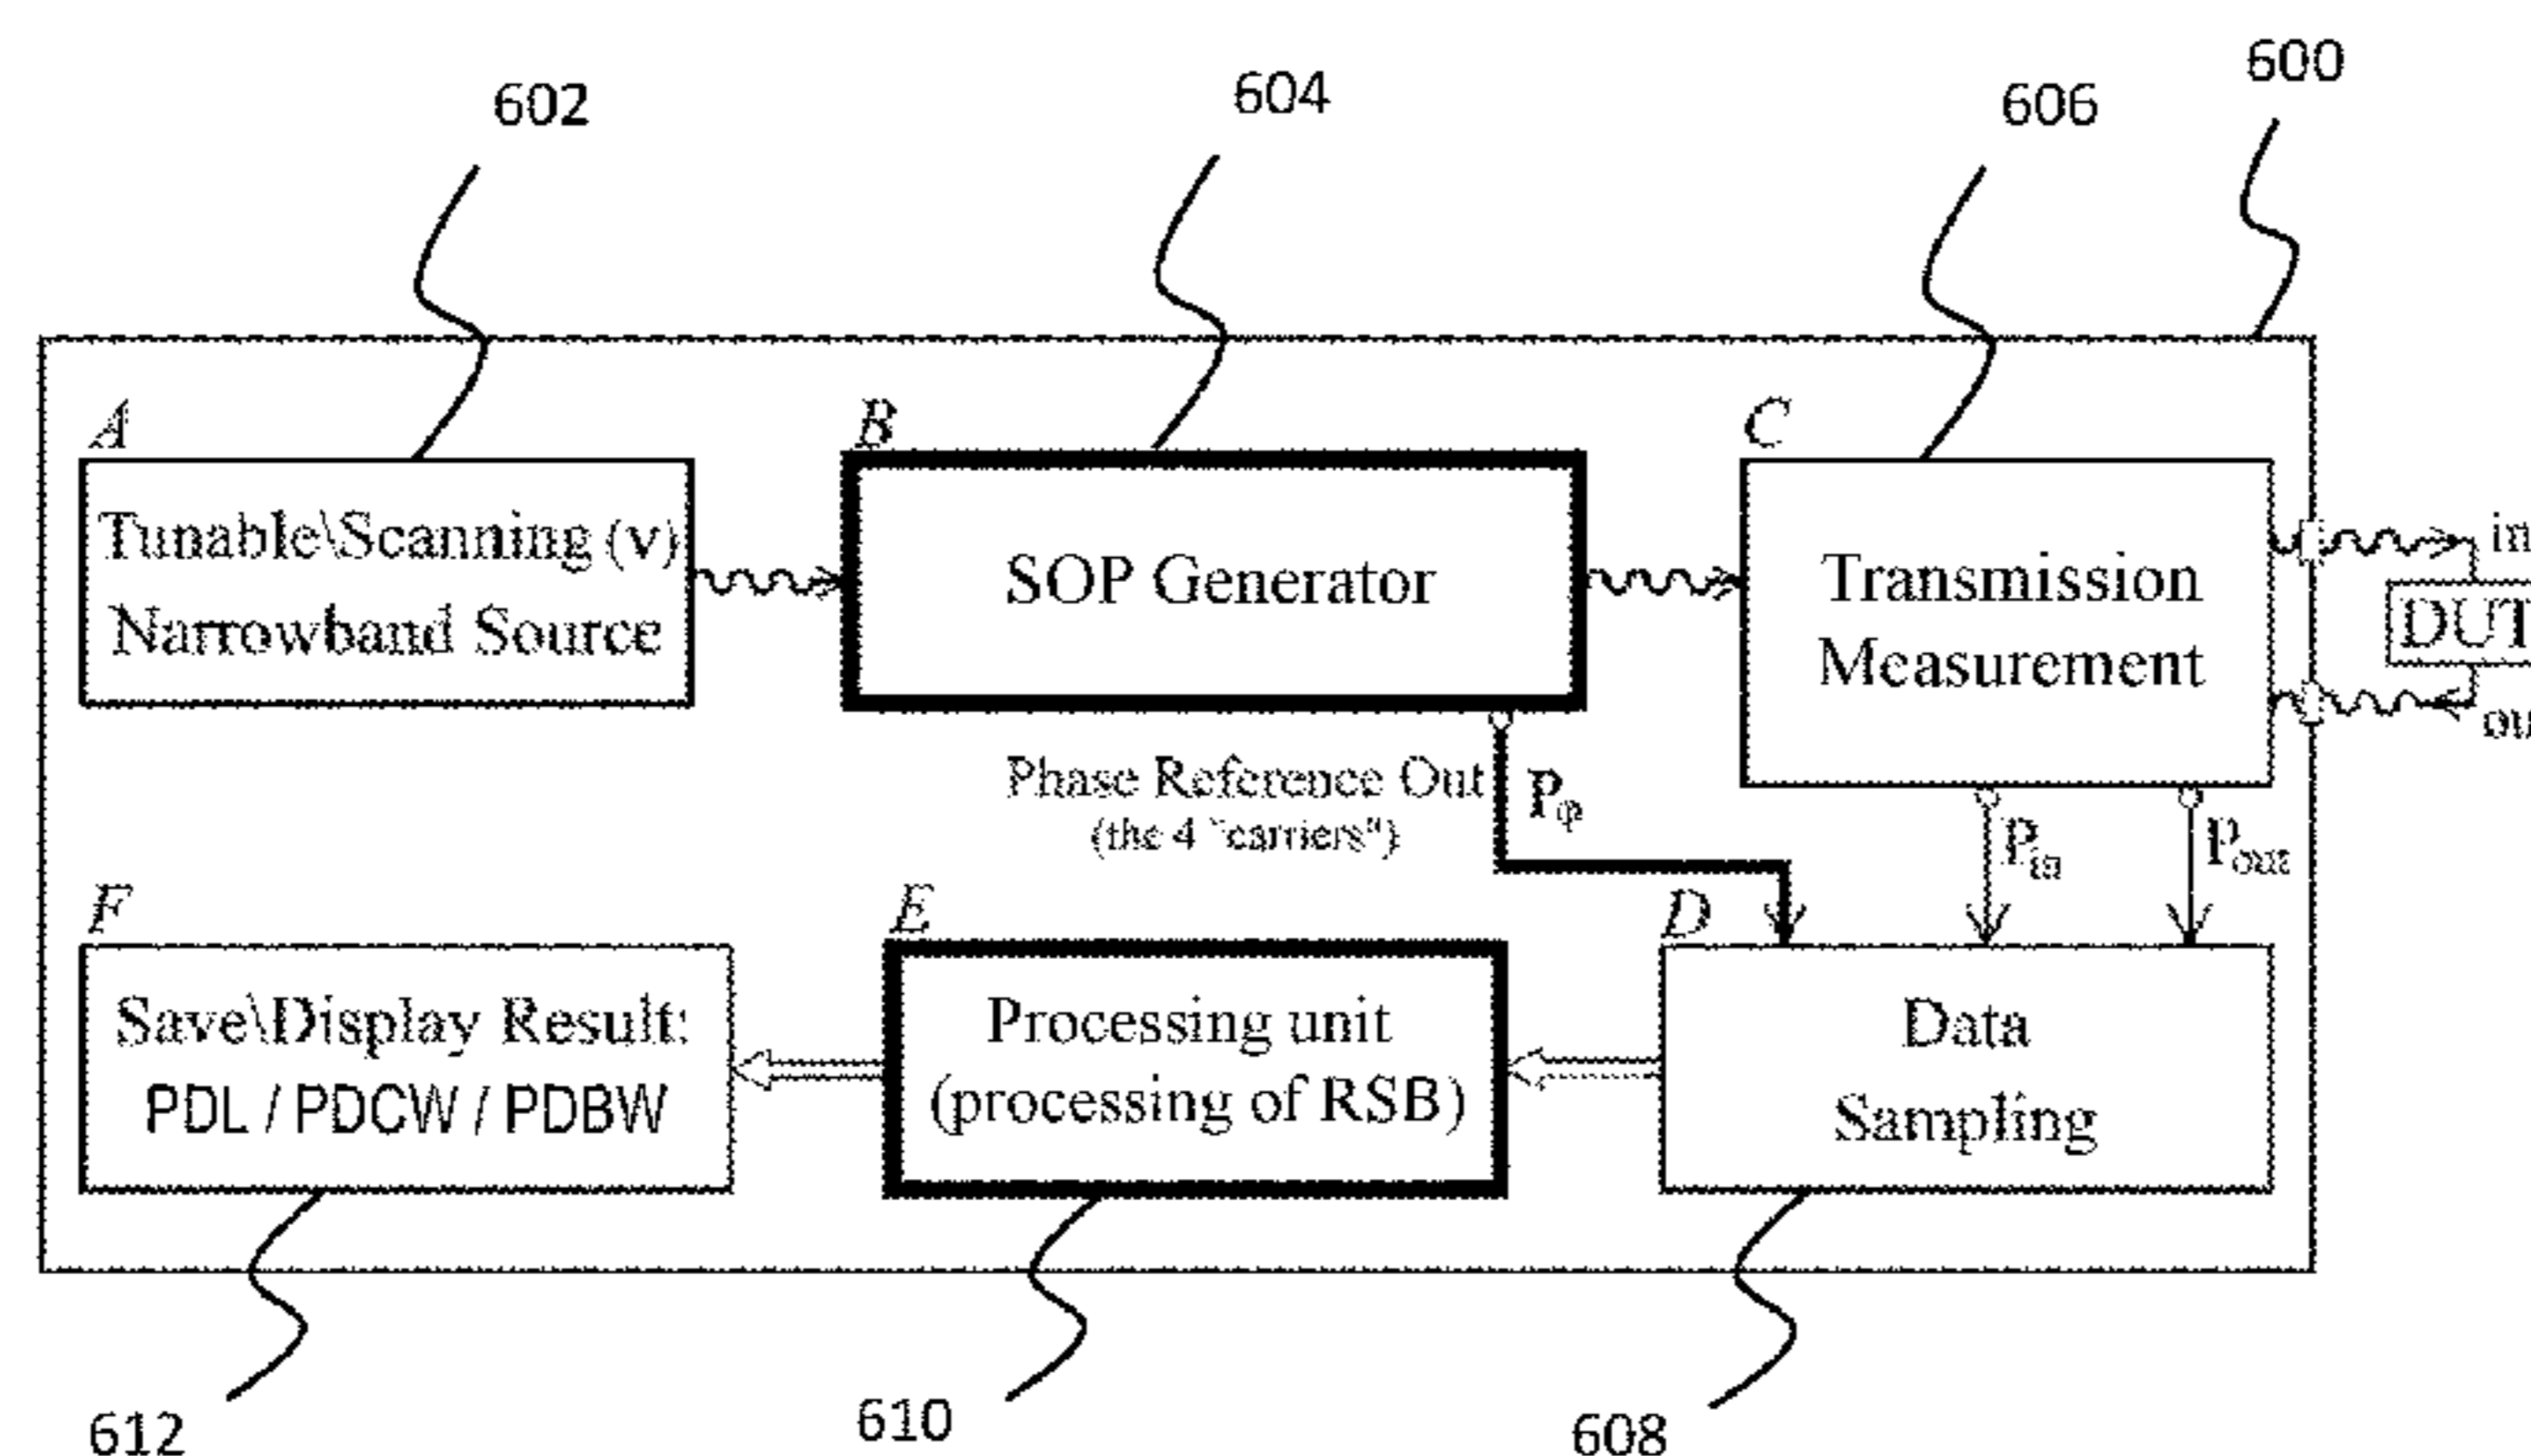 602
604
606
600
A
B
C
Tunable\Scanning (ν)
Narrowband Source
SOP Generator
Transmission
Measurement
in
DUT
Phase Reference Out
(the 4 "carriers")
Pφ
Pin
Pout
F
E
D
Save\Display Result:
PDL / PDCW / PDBW
Processing unit
(processing of RSB)
Data
Sampling
612
610
608